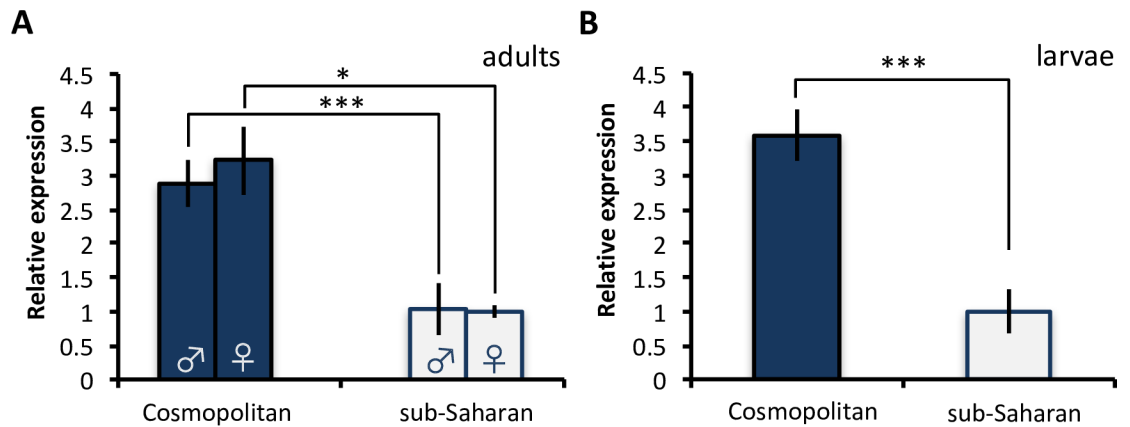 A
adults
Relative expression
4.5
4
3.5
3
2.5
2
1.5
1
0.5
0
*
***
♂ ♀
♂ ♀
Cosmopolitan
sub-Saharan
B
larvae
Relative expression
4.5
4
3.5
3
2.5
2
1.5
1
0.5
0
***
Cosmopolitan
sub-Saharan